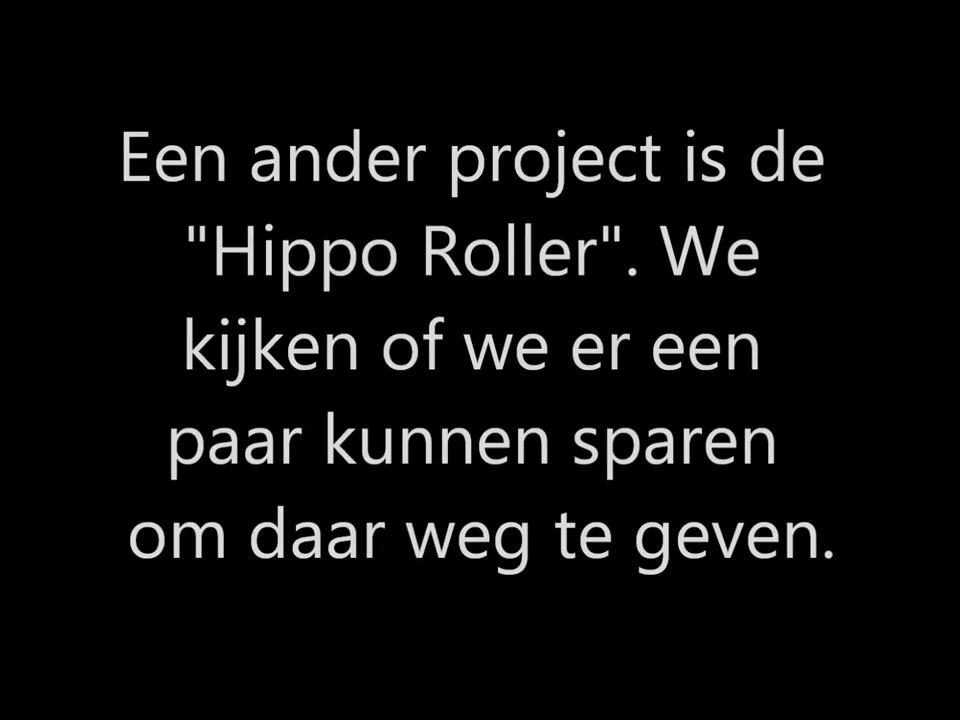 Een ander project is de
"Hippo Roller". We
kijken of we er een
paar kunnen sparen
om daar weg te geven.